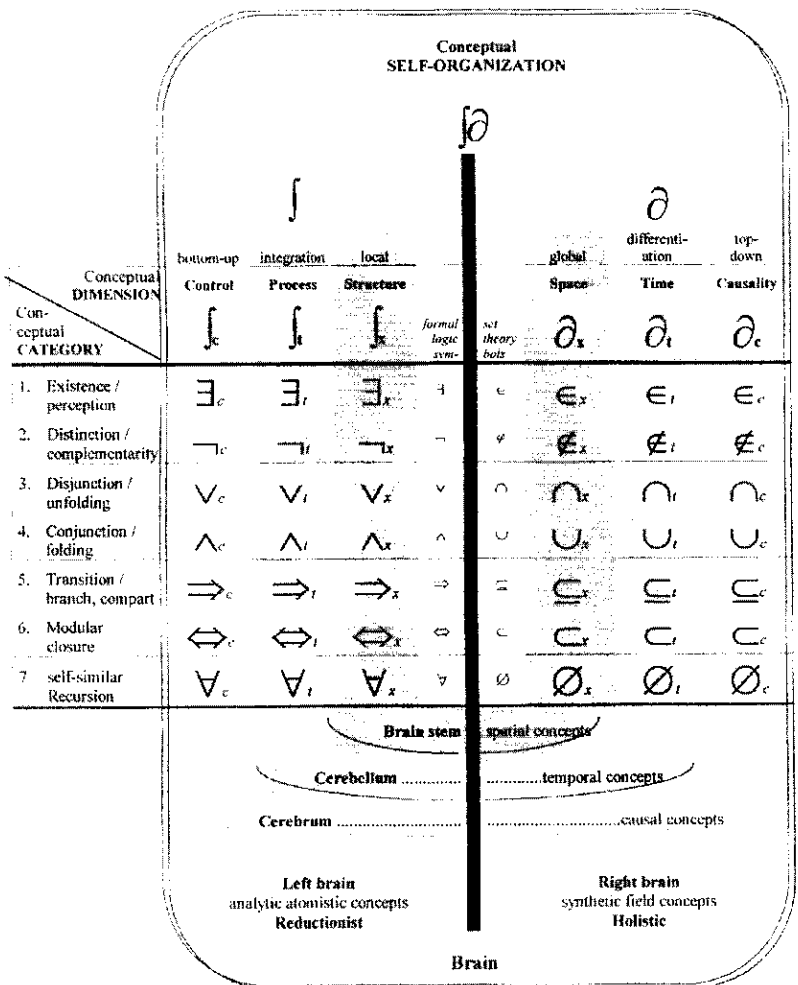 Conceptual
SELF-ORGANIZATION
∫∂
∫ ∂
bottom-up integration local global differenti-ation top-down
Conceptual DIMENSION Control Process Structure Space Time Causality
Con-ceptual CATEGORY ∫c ∫t ∫x formal logic sym- set theory bols ∂x ∂t ∂c
1. Existence / perception ∃c ∃t ∃x ∃ ∈ ∈x ∈t ∈c
2. Distinction / complementarity ¬c ¬t ¬x ¬ ∉ ∉x ∉t ∉c
3. Disjunction / unfolding ∨c ∨t ∨x ∨ ∩ ∩x ∩t ∩c
4. Conjunction / folding ∧c ∧t ∧x ∧ ∪ ∪x ∪t ∪c
5. Transition / branch, compart ⇒c ⇒t ⇒x ⇒ ⊆ ⊆x ⊆t ⊆c
6. Modular closure ⇔c ⇔t ⇔x ⇔ ⊂ ⊂x ⊂t ⊂c
7 self-similar Recursion ∀c ∀t ∀x ∀ ∅ ∅x ∅t ∅c
Brain stem spatial concepts
Cerebellum ........................temporal concepts
Cerebrum ................................................causal concepts
Left brain Right brain
analytic atomistic concepts synthetic field concepts
Reductionist Holistic
Brain